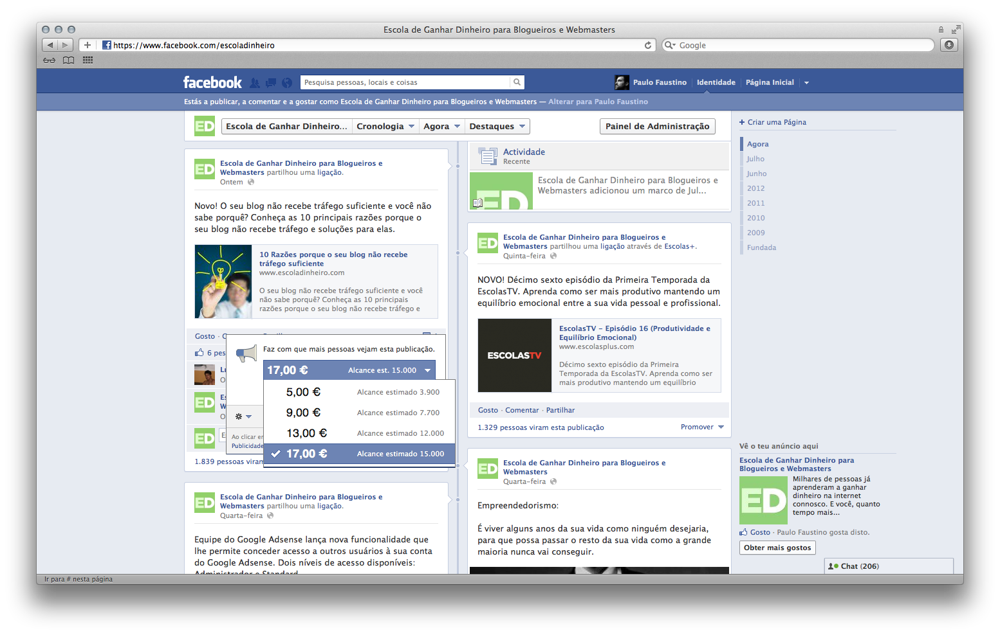 Escola de Ganhar Dinheiro para Blogueiros e Webmasters
https://www.facebook.com/escoladinheiro
Google
facebook
Pesquisa pessoas, locais e coisas
Paulo Faustino
Identidade
Página Inicial
Estás a publicar, a comentar e a gostar como Escola de Ganhar Dinheiro para Blogueiros e Webmasters — Alterar para Paulo Faustino
ED
Escola de Ganhar Dinheiro...
Cronologia
Agora
Destaques
Painel de Administração
ED
Escola de Ganhar Dinheiro para Blogueiros e
Webmasters partilhou uma ligação.
Ontem
Novo! O seu blog não recebe tráfego suficiente e você não
sabe porquê? Conheça as 10 principais razões porque o
seu blog não recebe tráfego e soluções para elas.
10 Razões porque o seu blog não recebe
tráfego suficiente
www.escoladinheiro.com
O seu blog não recebe tráfego suficiente e você
não sabe porquê? Conheça as 10 principais
razões porque o seu blog não recebe tráfego e
Gosto ·
6
Faz com que mais pessoas vejam esta publicação.
17,00 €
Alcance est. 15.000
5,00 €
Alcance estimado 3.900
9,00 €
Alcance estimado 7.700
13,00 €
Alcance estimado 12.000
17,00 €
Alcance estimado 15.000
ED
Ao clicar
Publicidade
ED
1.839 pessoas
ED
Escola de Ganhar Dinheiro para Blogueiros e
Webmasters partilhou uma ligação.
Quarta-feira
Equipe do Google Adsense lança nova funcionalidade que
lhe permite conceder acesso a outros usuários à sua conta
do Google Adsense. Dois níveis de acesso disponíveis:
Administrador e Standard
Actividade
Recente
ED
Escola de Ganhar Dinheiro para Blogueiros e
Webmasters adicionou um marco de Jul...
ED
Escola de Ganhar Dinheiro para Blogueiros e
Webmasters partilhou uma ligação através de Escolas+.
Quinta-feira
NOVO! Décimo sexto episódio da Primeira Temporada da
EscolasTV. Aprenda como ser mais produtivo mantendo um
equilíbrio emocional entre a sua vida pessoal e profissional.
ESCOLASTV
EscolasTV - Episódio 16 (Produtividade e
Equilíbrio Emocional)
www.escolasplus.com
Décimo sexto episódio da Primeira
Temporada da EscolasTV. Aprenda como ser
mais produtivo mantendo um equilíbrio
Gosto · Comentar · Partilhar
1.329 pessoas viram esta publicação
Promover
ED
Escola de Ganhar Dinheiro para Blogueiros e
Webmasters
Quarta-feira
Empreendedorismo:
É viver alguns anos da sua vida como ninguém desejaria,
para que possa passar o resto da sua vida como a grande
maioria nunca vai conseguir.
+ Criar uma Página
Agora
Julho
Junho
2012
2011
2010
2009
Fundada
Vê o teu anúncio aqui
Escola de Ganhar Dinheiro para
Blogueiros e Webmasters
ED
Milhares de pessoas já
aprenderam a ganhar
dinheiro na internet
connosco. E você, quanto
tempo mais...
Gosto · Paulo Faustino gosta disto.
Obter mais gostos
Chat (206)
Ir para # nesta página